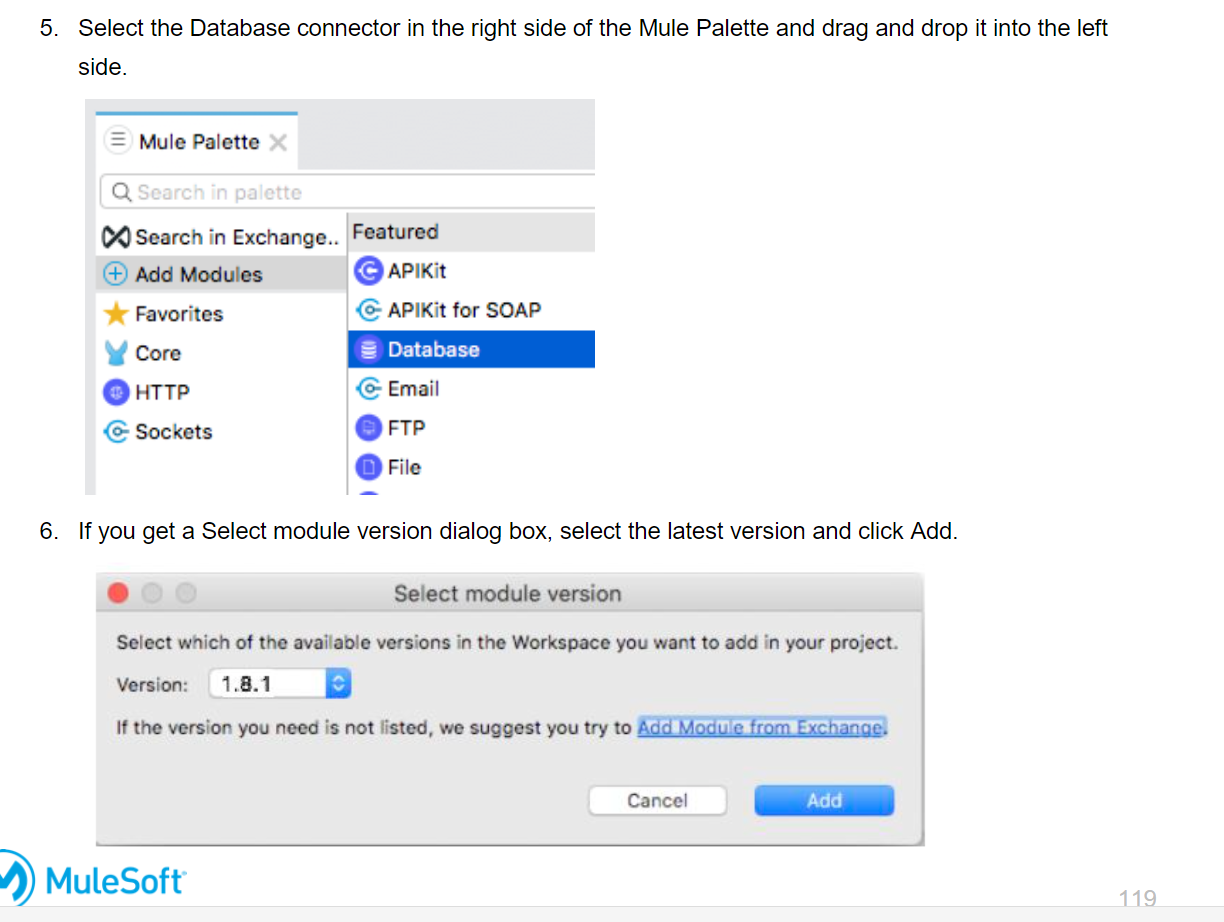 5. Select the Database connector in the right side of the Mule Palette and drag and drop it into the left
side.
Mule Palette
Search in palette
Search in Exchange..
Add Modules
Favorites
Core
HTTP
Sockets
Featured
APIKit
APIKit for SOAP
Database
Email
FTP
File
6. If you get a Select module version dialog box, select the latest version and click Add.
Select module version
Select which of the available versions in the Workspace you want to add in your project.
Version: 1.8.1
If the version you need is not listed, we suggest you try to Add Module from Exchange.
Cancel Add
MuleSoft
119